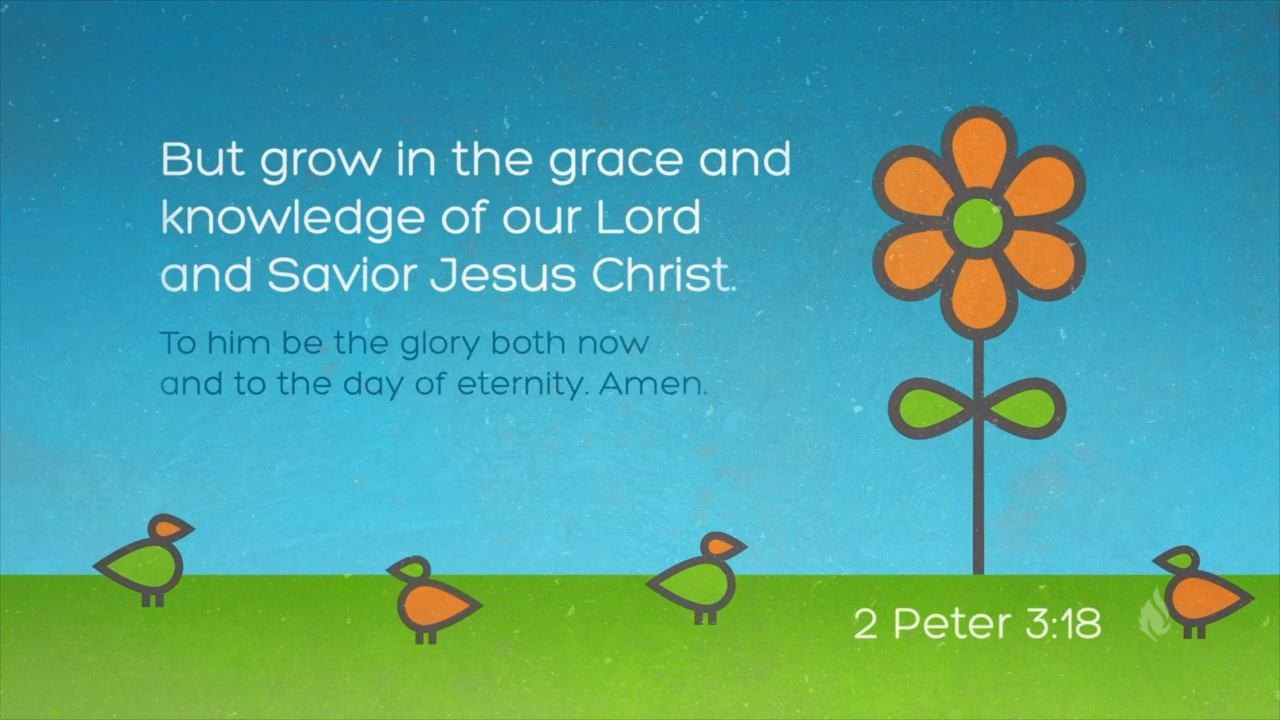 But grow in the grace and
knowledge of our Lord
and Savior Jesus Christ.
To him be the glory both now
and to the day of eternity. Amen.
2 Peter 3:18